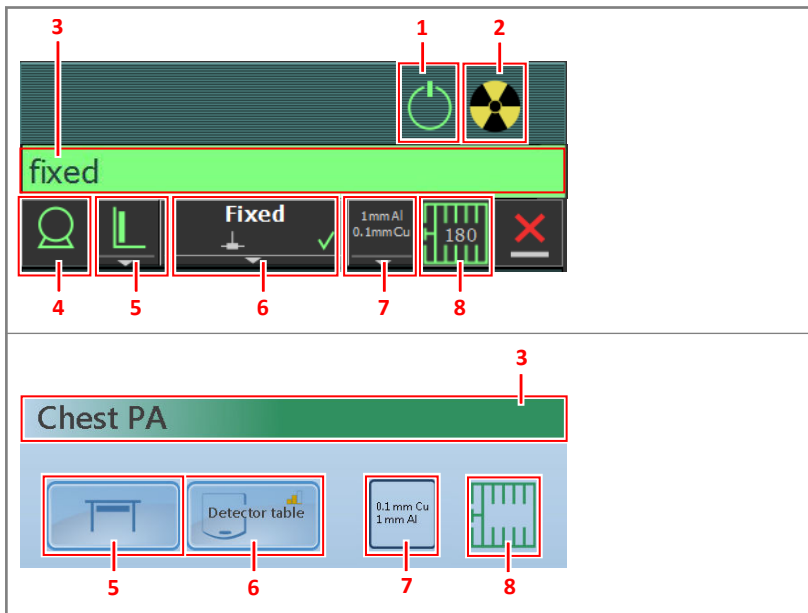 3
1
2
fixed
Fixed
1mm Al
0.1mm Cu
180
4
5
6
7
8
3
Chest PA
Detector table
0.1 mm Cu
1 mm Al
5
6
7
8